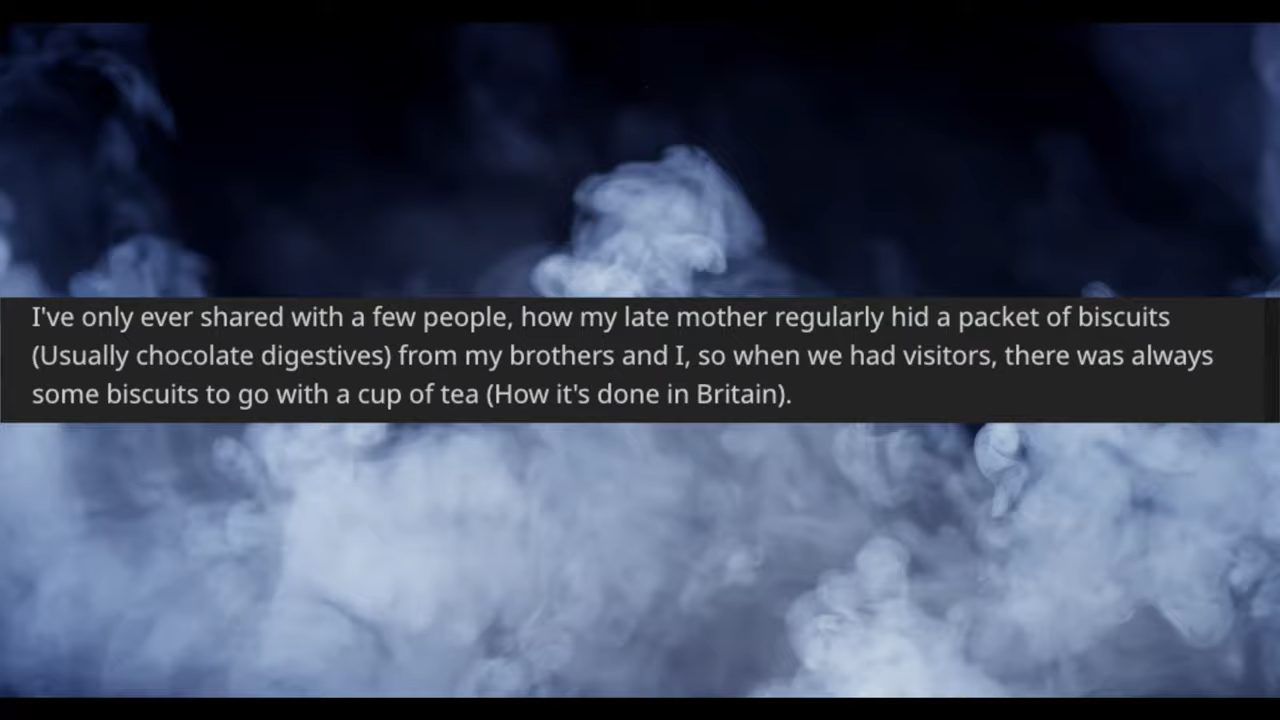 I've only ever shared with a few people, how my late mother regularly hid a packet of biscuits
(Usually chocolate digestives) from my brothers and I, so when we had visitors, there was always
some biscuits to go with a cup of tea (How it's done in Britain).